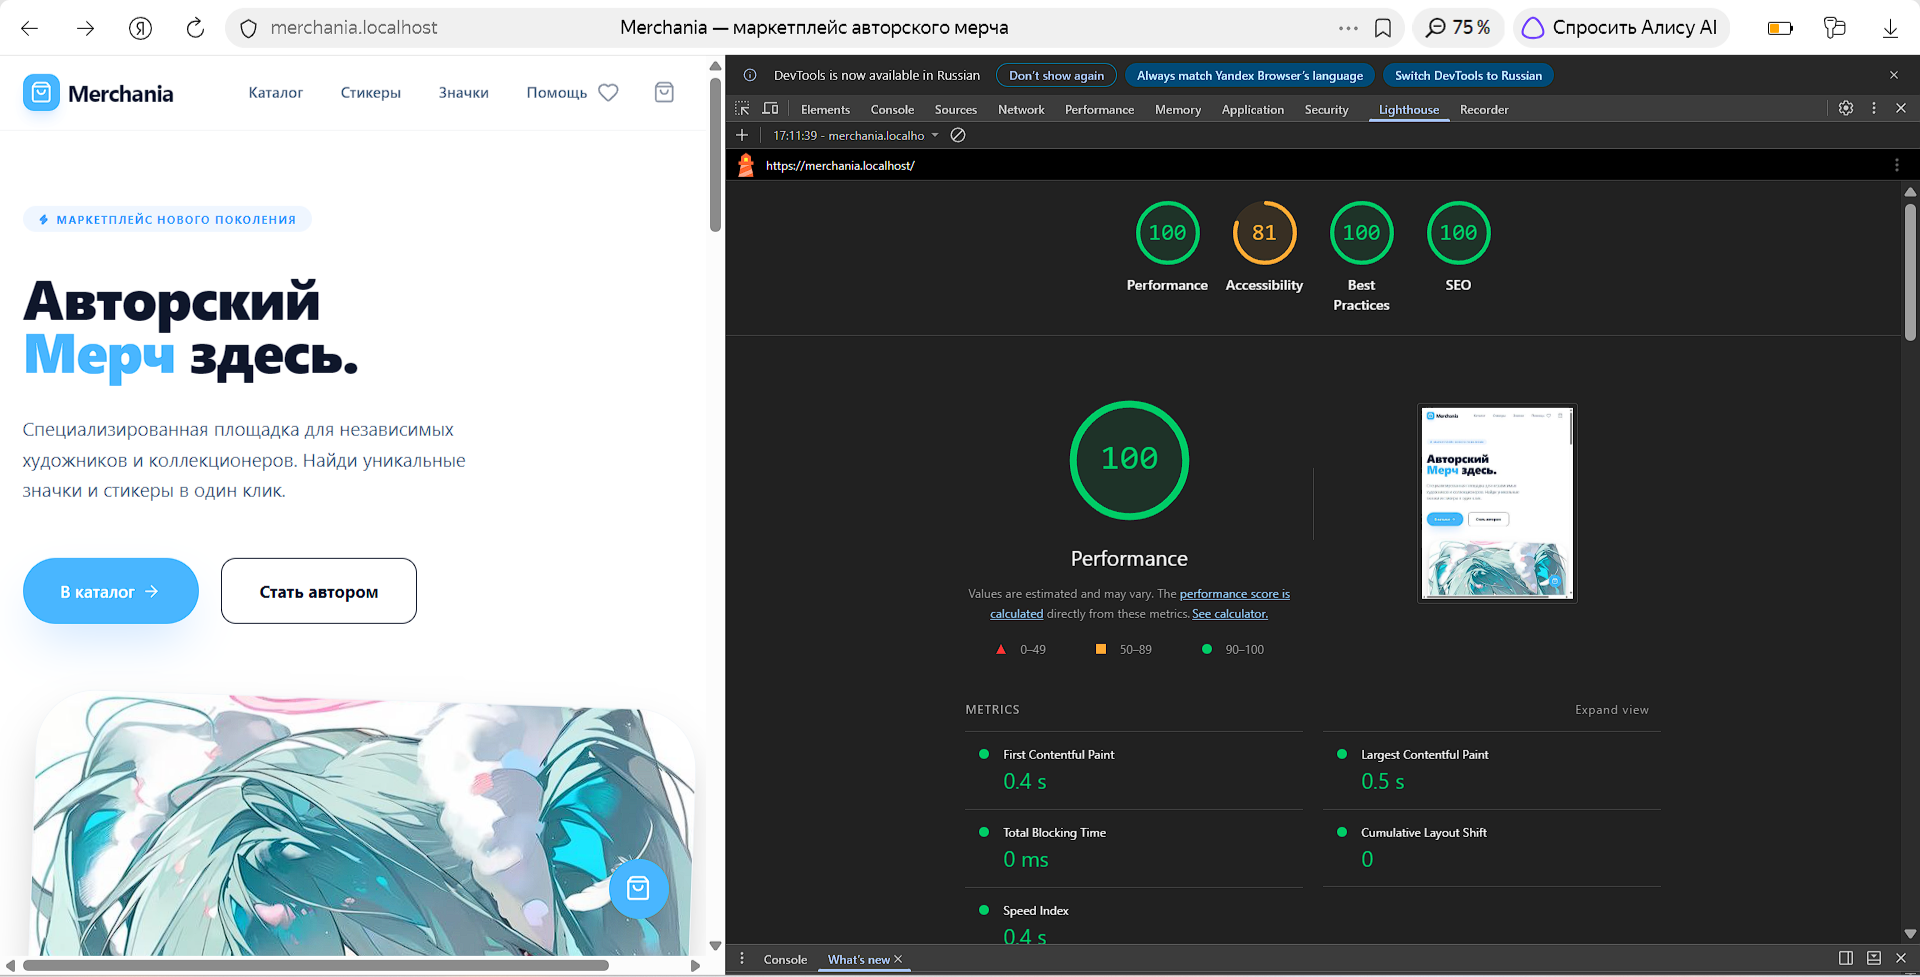 merchania.localhost
Merchania — маркетплейс авторского мерча
75 %
Спросить Алису AI
Merchania
Каталог
Стикеры
Значки
Помощь
МАРКЕТПЛЕЙС НОВОГО ПОКОЛЕНИЯ
Авторский
Мерч здесь.
Специализированная площадка для независимых
художников и коллекционеров. Найди уникальные
значки и стикеры в один клик.
В каталог →
Стать автором
DevTools is now available in Russian
Don't show again
Always match Yandex Browser's language
Switch DevTools to Russian
Elements
Console
Sources
Network
Performance
Memory
Application
Security
Lighthouse
Recorder
17:11:39 - merchania.localho
https://merchania.localhost/
100
81
100
100
Performance
Accessibility
Best
Practices
SEO
100
Performance
Values are estimated and may vary. The performance score is
calculated directly from these metrics. See calculator.
0–49
50–89
90–100
Авторский
Мерч здесь.
METRICS
Expand view
First Contentful Paint
0.4 s
Largest Contentful Paint
0.5 s
Total Blocking Time
0 ms
Cumulative Layout Shift
0
Speed Index
0.4 s
Console
What's new